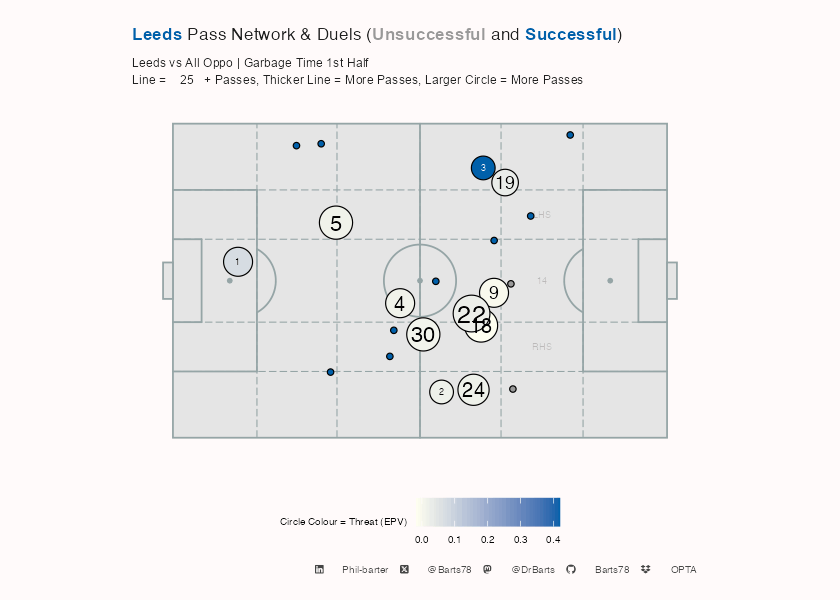 Leeds Pass Network & Duels (Unsuccessful and Successful)
Leeds vs All Oppo | Garbage Time 1st Half
Line = 25 + Passes, Thicker Line = More Passes, Larger Circle = More Passes
3
19
LHS
5
1
14
9
4
22
18
30
RHS
2
24
Circle Colour = Threat (EPV)
0.0 0.1 0.2 0.3 0.4
Phil-barter @Barts78 @DrBarts Barts78 OPTA